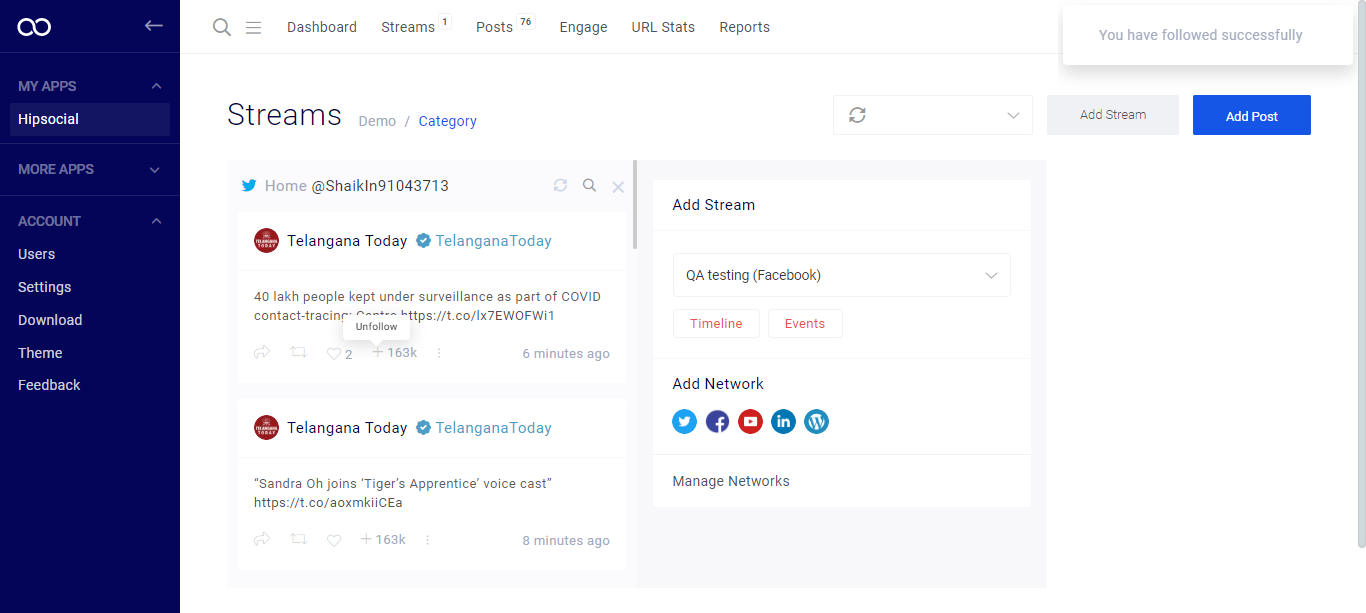 Dashboard
Streams 1
Posts 76
Engage
URL Stats
Reports
You have followed successfully
MY APPS
Hipsocial
MORE APPS
ACCOUNT
Users
Settings
Download
Theme
Feedback
Streams Demo / Category
Add Stream
Add Post
Home @ShaikIn91043713
Telangana Today TelanganaToday
40 lakh people kept under surveillance as part of COVID
contact-tracing: Centre https://t.co/lx7EWOFWi1
Unfollow
2
163k
6 minutes ago
Telangana Today TelanganaToday
“Sandra Oh joins ‘Tiger’s Apprentice’ voice cast”
https://t.co/aoxmkiiCEa
163k
8 minutes ago
Add Stream
QA testing (Facebook)
Timeline
Events
Add Network
Manage Networks